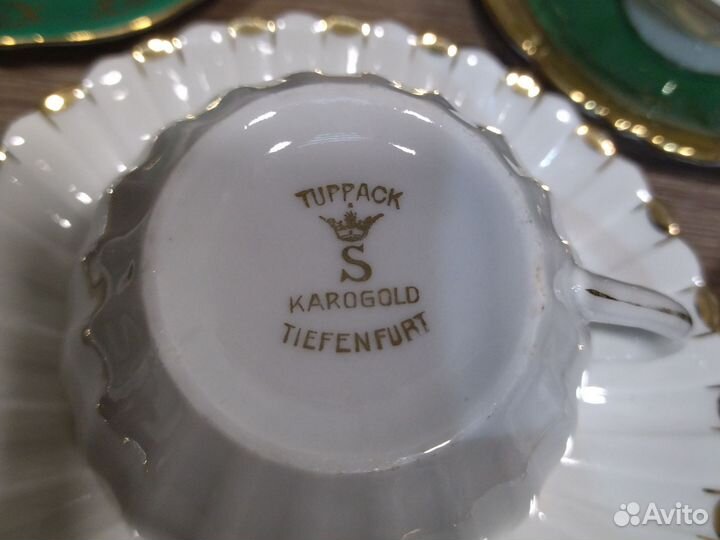 TUPPACK
S
KAROGOLD
TIEFENFURT
Avito